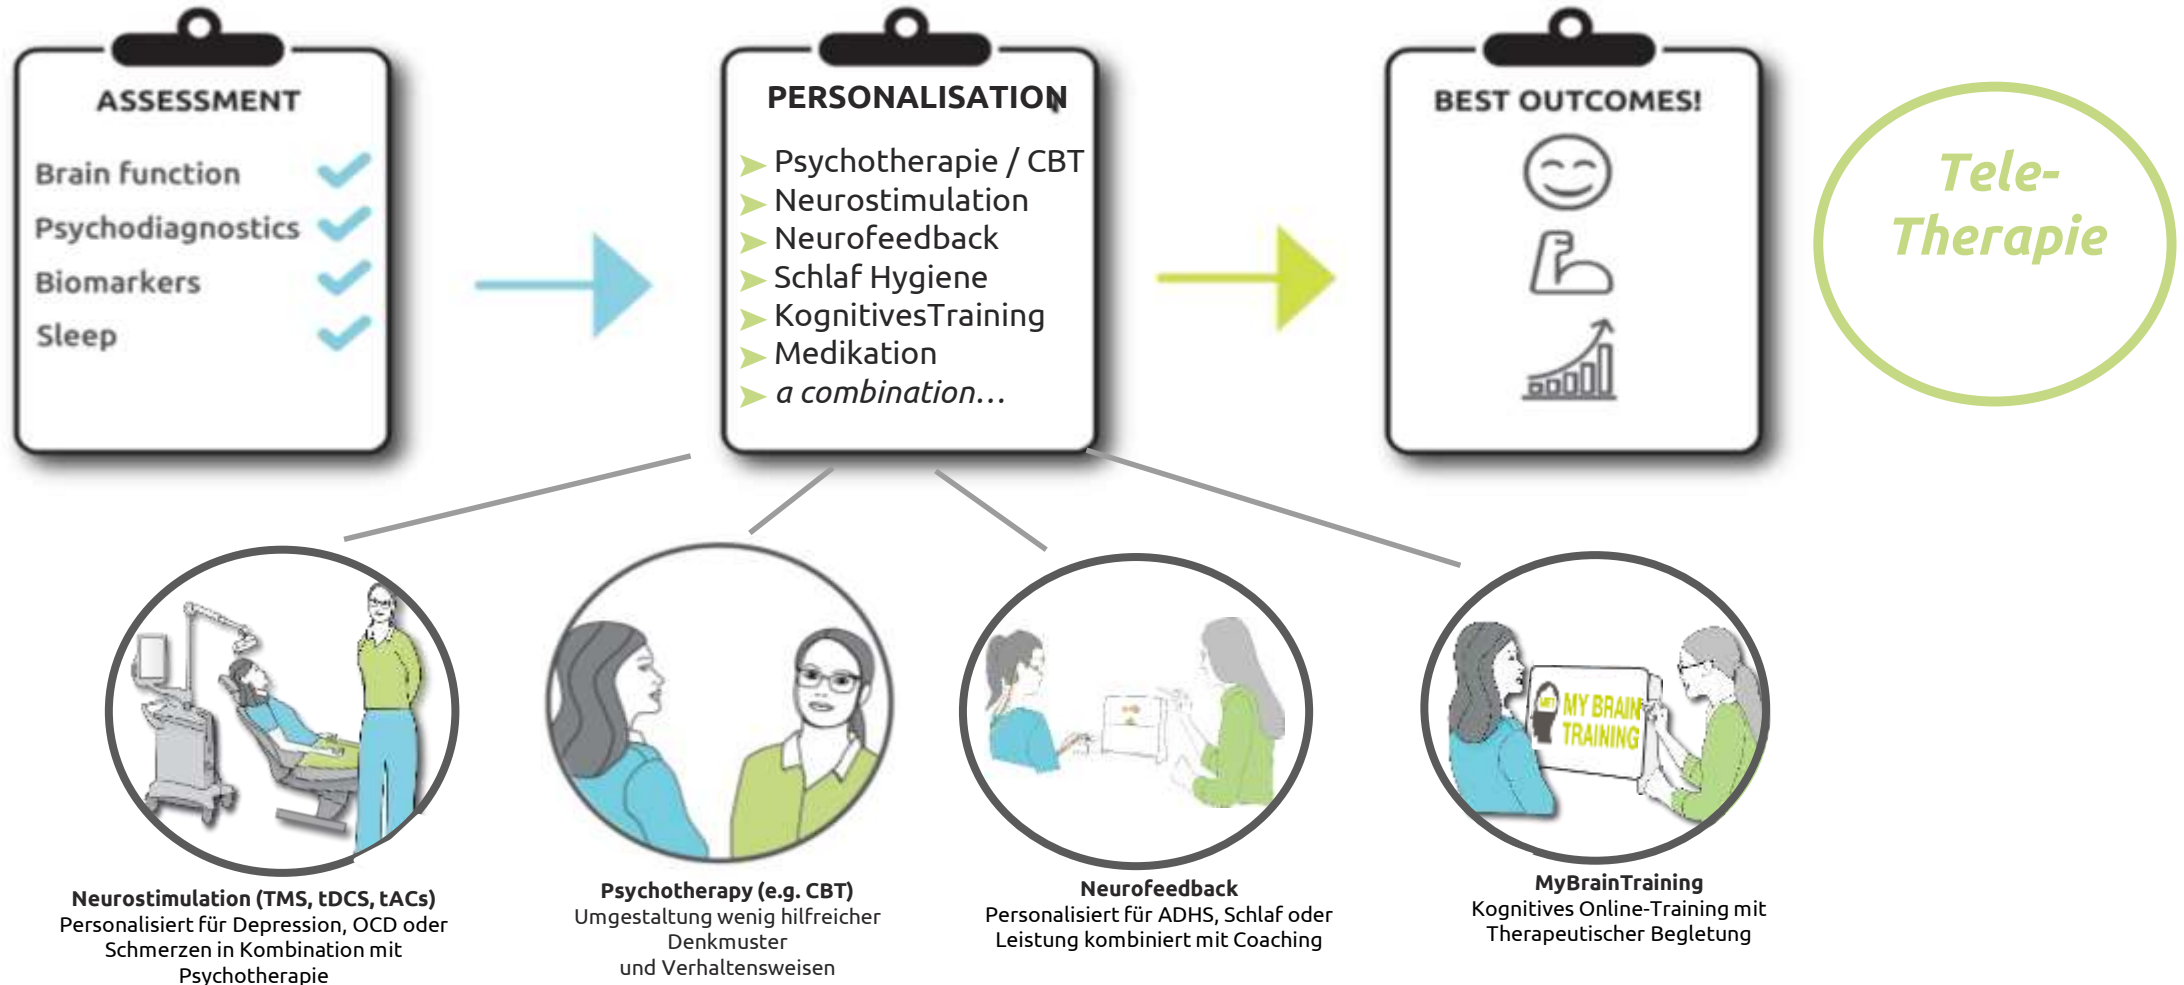 ASSESSMENT
Brain function
Psychodiagnostics
Biomarkers
Sleep
PERSONALISATION
Psychotherapie / CBT
Neurostimulation
Neurofeedback
Schlaf Hygiene
KognitivesTraining
Medikation
a combination...
BEST OUTCOMES!
Tele-
Therapie
Neurostimulation (TMS, tDCS, tACs)
Personalisiert für Depression, OCD oder
Schmerzen in Kombination mit
Psychotherapie
Psychotherapy (e.g. CBT)
Umgestaltung wenig hilfreicher
Denkmuster
und Verhaltensweisen
Neurofeedback
Personalisiert für ADHS, Schlaf oder
Leistung kombiniert mit Coaching
MBT
MY BRAIN
TRAINING
MyBrainTraining
Kognitives Online-Training mit
Therapeutischer Begletung